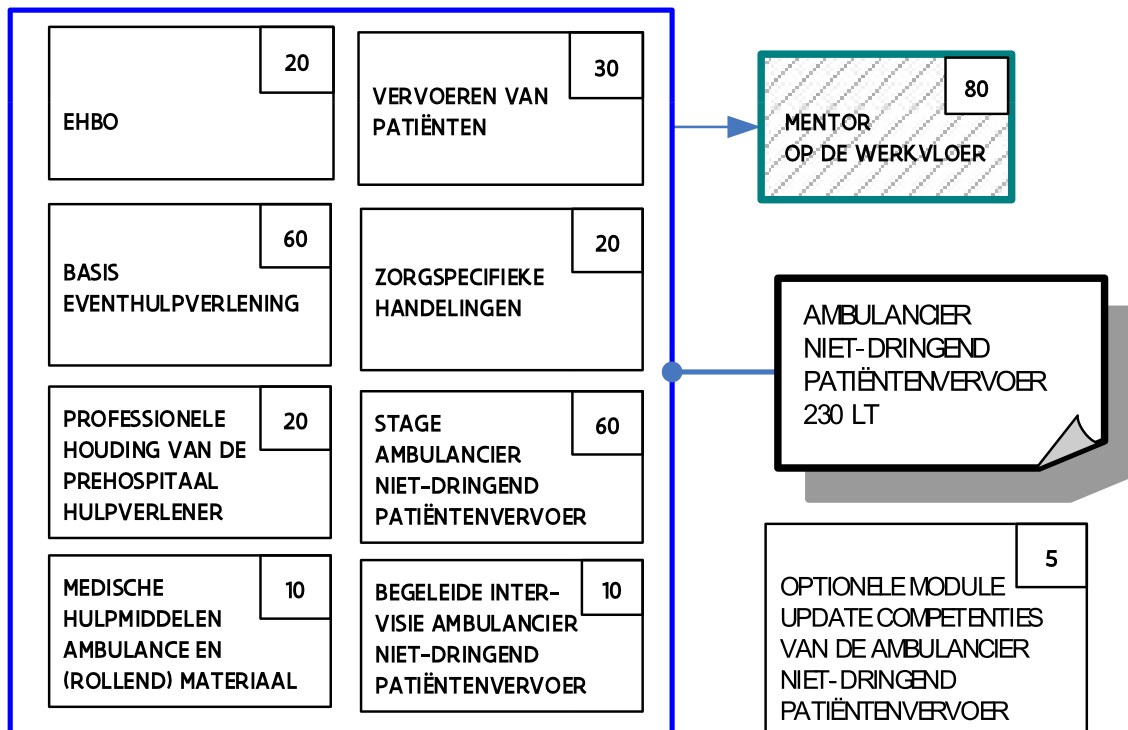 20
EHBO
30
VERVOEREN VAN
PATIËNTEN
80
MENTOR
OP DE WERKVLOER
60
BASIS
EVENTHULPVERLENING
20
ZORGSPECIFIEKE
HANDELINGEN
AMBULANCIER
NIET-DRINGEND
PATIËNTENVERVOER
230 LT
20
PROFESSIONELE
HOUDING VAN DE
PREHOSPITAAL
HULPVERLENER
60
STAGE
AMBULANCIER
NIET-DRINGEND
PATIËNTENVERVOER
10
MEDISCHE
HULPMIDDELEN
AMBULANCE EN
(ROLLEND) MATERIAAL
10
BEGELEIDE INTER-
VISIE AMBULANCIER
NIET-DRINGEND
PATIËNTENVERVOER
5
OPTIONELE MODULE
UPDATE COMPETENTIES
VAN DE AMBULANCIER
NIET-DRINGEND
PATIËNTENVERVOER